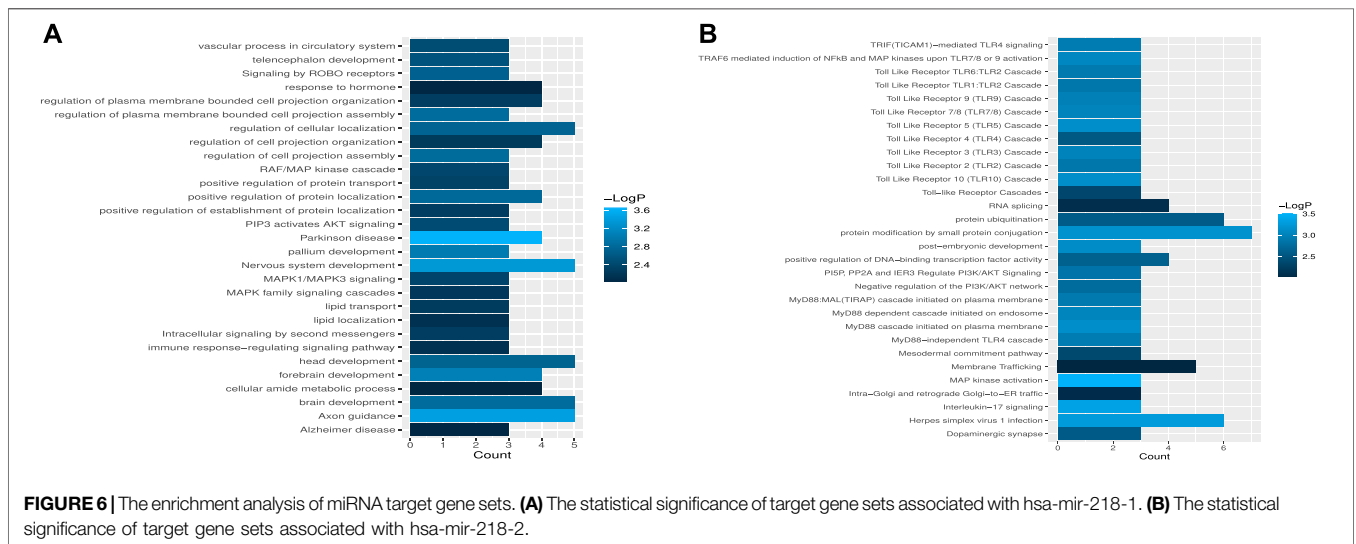 A
vascular process in circulatory system
telencephalon development
Signaling by ROBO receptors
response to hormone
regulation of plasma membrane bounded cell projection organization
regulation of plasma membrane bounded cell projection assembly
regulation of cellular localization
regulation of cell projection organization
regulation of cell projection assembly
RAF/MAP kinase cascade
positive regulation of protein transport
positive regulation of protein localization
positive regulation of establishment of protein localization
PIP3 activates AKT signaling
Parkinson disease
pallium development
Nervous system development
MAPK1/MAPK3 signaling
MAPK family signaling cascades
lipid transport
lipid localization
Intracellular signaling by second messengers
immune response−regulating signaling pathway
head development
forebrain development
cellular amide metabolic process
brain development
Axon guidance
Alzheimer disease
0 1 2 3 4 5
Count
−LogP
3.6
3.2
2.8
2.4
B
TRIF(TICAM1)−mediated TLR4 signaling
TRAF6 mediated induction of NFkB and MAP kinases upon TLR7/8 or 9 activation
Toll Like Receptor TLR6:TLR2 Cascade
Toll Like Receptor TLR1:TLR2 Cascade
Toll Like Receptor 9 (TLR9) Cascade
Toll Like Receptor 7/8 (TLR7/8) Cascade
Toll Like Receptor 5 (TLR5) Cascade
Toll Like Receptor 4 (TLR4) Cascade
Toll Like Receptor 3 (TLR3) Cascade
Toll Like Receptor 2 (TLR2) Cascade
Toll Like Receptor 10 (TLR10) Cascade
Toll−like Receptor Cascades
RNA splicing
protein ubiquitination
protein modification by small protein conjugation
post−embryonic development
positive regulation of DNA−binding transcription factor activity
PI5P, PP2A and IER3 Regulate PI3K/AKT Signaling
Negative regulation of the PI3K/AKT network
MyD88:MAL(TIRAP) cascade initiated on plasma membrane
MyD88 dependent cascade initiated on endosome
MyD88 cascade initiated on plasma membrane
MyD88−independent TLR4 cascade
Mesodermal commitment pathway
Membrane Trafficking
MAP kinase activation
Intra−Golgi and retrograde Golgi−to−ER traffic
Interleukin−17 signaling
Herpes simplex virus 1 infection
Dopaminergic synapse
0 2 4 6
Count
−LogP
3.5
3.0
2.5
FIGURE 6 | The enrichment analysis of miRNA target gene sets. (A) The statistical significance of target gene sets associated with hsa-mir-218-1. (B) The statistical
significance of target gene sets associated with hsa-mir-218-2.